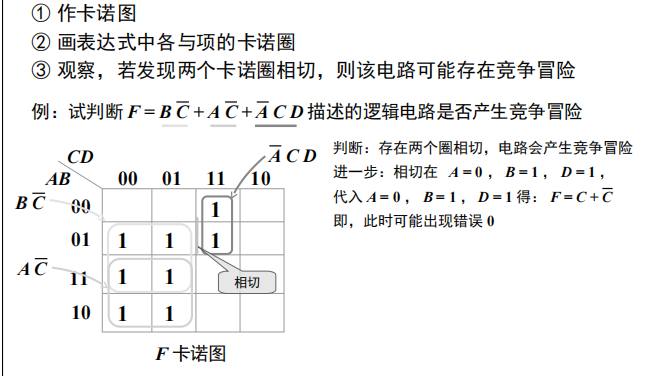 ① 作卡诺图
② 画表达式中各与项的卡诺圈
③ 观察，若发现两个卡诺圈相切，则该电路可能存在竞争冒险
例：试判断 F = B C̅ + A C̅ + A̅ C D 描述的逻辑电路是否产生竞争冒险
判断：存在两个圈相切，电路会产生竞争冒险
进一步：相切在 A = 0 ， B = 1 ， D = 1 ，
代入 A = 0 ， B = 1 ， D = 1 得： F = C + C̅
即，此时可能出现错误 0
CD
A̅ C D
AB
00 01 11 10
B C̅
00 1
01 1 1 1
A C̅
11 1 1
相切
10 1 1
F 卡诺图